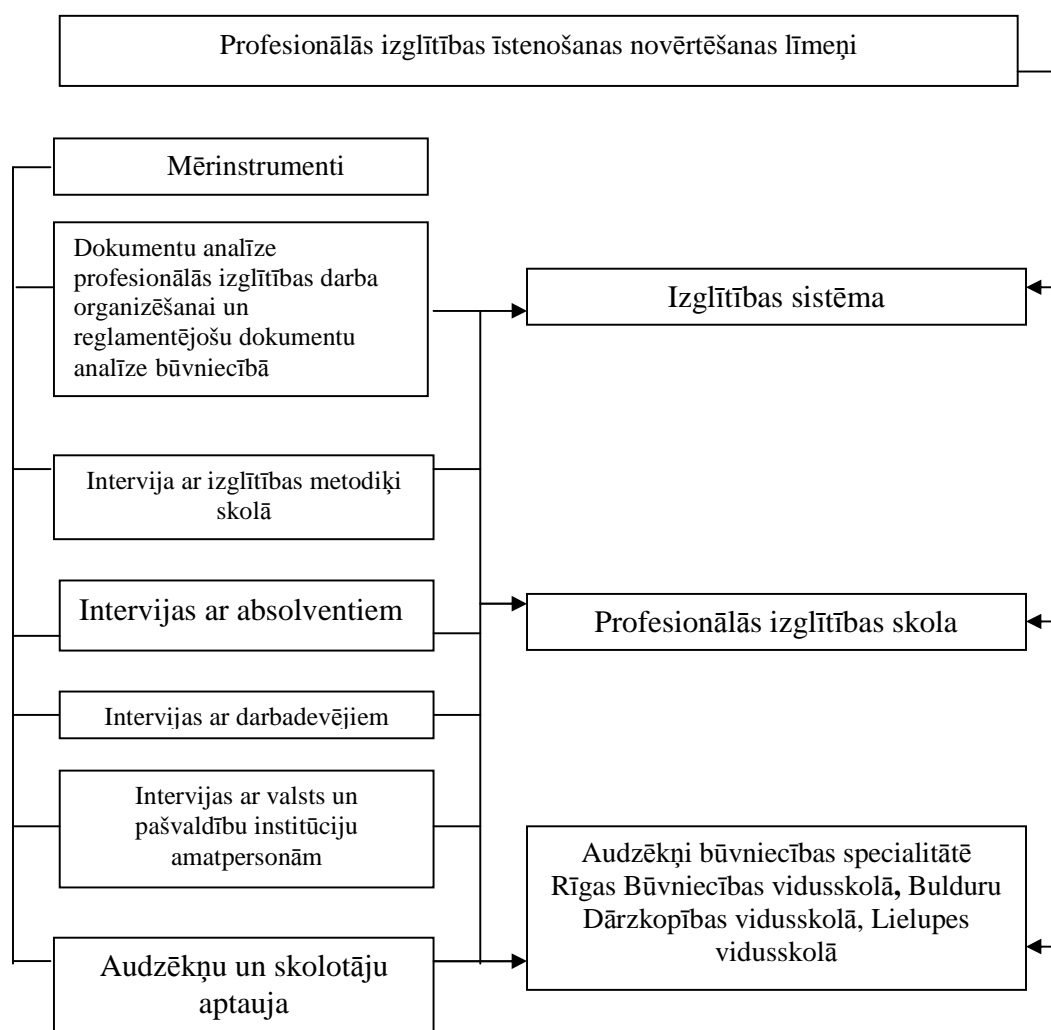 Profesionālās izglītības īstenošanas novērtēšanas līmeņi
Mērinstrumenti
Dokumentu analīze
profesionālās izglītības darba
organizēšanai un
reglamentējošu dokumentu
analīze būvniecībā
Izglītības sistēma
Intervija ar izglītības metodiķi
skolā
Intervijas ar absolventiem
Profesionālās izglītības skola
Intervijas ar darbadevējiem
Intervijas ar valsts un
pašvaldību institūciju
amatpersonām
Audzēkņi būvniecības specialitātē
Rīgas Būvniecības vidusskolā, Bulduru
Dārzkopības vidusskolā, Lielupes
vidusskolā
Audzēkņu un skolotāju
aptauja